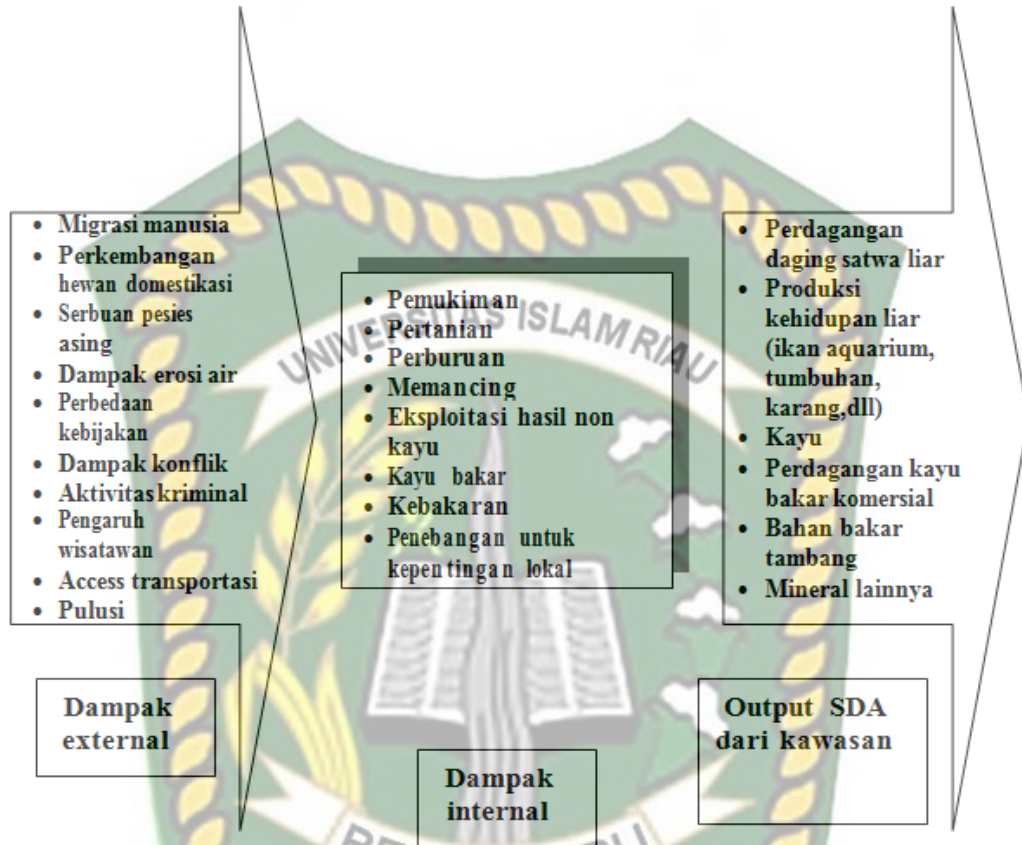 • Migrasi manusia
• Perkembangan
hewan domestikasi
• Serbuan pesies
asing
• Dampak erosi air
• Perbedaan
kebijakan
• Dampak konflik
• Aktivitas kriminal
• Pengaruh
wisatawan
• Access transportasi
• Pulusi
Dampak
external
• Pemukiman
• Pertanian
• Perburuan
• Memancing
• Eksploitasi hasil non
kayu
• Kayu bakar
• Kebakaran
• Penebangan untuk
kepentingan lokal
Dampak
internal
• Perdagangan
daging satwa liar
• Produksi
kehidupan liar
(ikan aquarium,
tumbuhan,
karang,dll)
• Kayu
• Perdagangan kayu
bakar komersial
• Bahan bakar
tambang
• Mineral lainnya
Output SDA
dari kawasan
UNIVERSITAS ISLAM RIAU